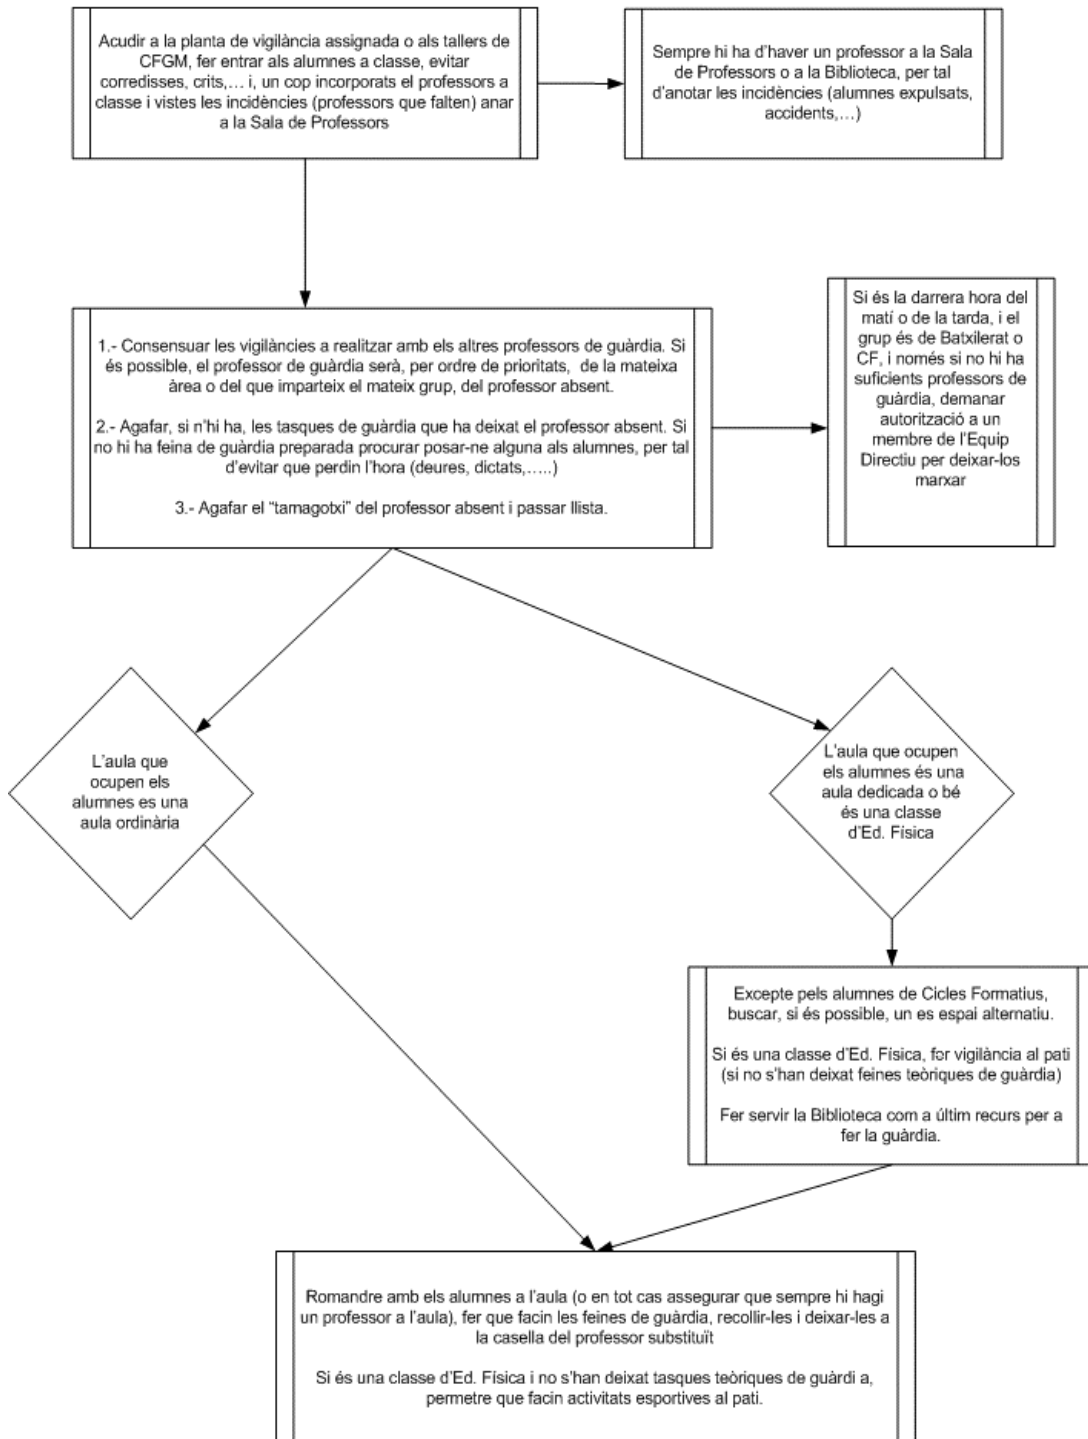 Acudir a la planta de vigilància assignada o als tallers de
CFGM, fer entrar als alumnes a classe, evitar
corredisses, crits,... i, un cop incorporats el professors a
classe i vistes les incidències (professors que falten) anar
a la Sala de Professors
Sempre hi ha d'haver un professor a la Sala
de Professors o a la Biblioteca, per tal
d'anotar les incidències (alumnes expulsats,
accidents,...)
1.- Consensuar les vigilàncies a realitzar amb els altres professors de guàrdia. Si
és possible, el professor de guàrdia serà, per ordre de prioritats, de la mateixa
àrea o del que imparteix el mateix grup, del professor absent.
2.- Agafar, si n'hi ha, les tasques de guàrdia que ha deixat el professor absent. Si
no hi ha feina de guàrdia preparada procurar posar-ne alguna als alumnes, per tal
d'evitar que perdin l'hora (deures, dictats,.....)
3.- Agafar el "tamagotxi" del professor absent i passar llista.
Si és la darrera hora del
matí o de la tarda, i el
grup és de Batxilerat o
CF, i només si no hi ha
suficients professors de
guàrdia, demanar
autorització a un
membre de l'Equip
Directiu per deixar-los
marxar
L'aula que
ocupen els
alumnes es una
aula ordinària
L'aula que ocupen
els alumnes és una
aula dedicada o bé
és una classe
d'Ed. Física
Excepte pels alumnes de Cicles Formatius,
buscar, si és possible, un es espai alternatiu.
Si és una classe d'Ed. Física, fer vigilància al pati
(si no s'han deixat feines teòriques de guàrdia)
Fer servir la Biblioteca com a últim recurs per a
fer la guàrdia.
Romandre amb els alumnes a l'aula (o en tot cas assegurar que sempre hi hagi
un professor a l'aula), fer que facin les feines de guàrdia, recollir-les i deixar-les a
la casella del professor substituït
Si és una classe d'Ed. Física i no s'han deixat tasques teòriques de guàrdi a,
permetre que facin activitats esportives al pati.